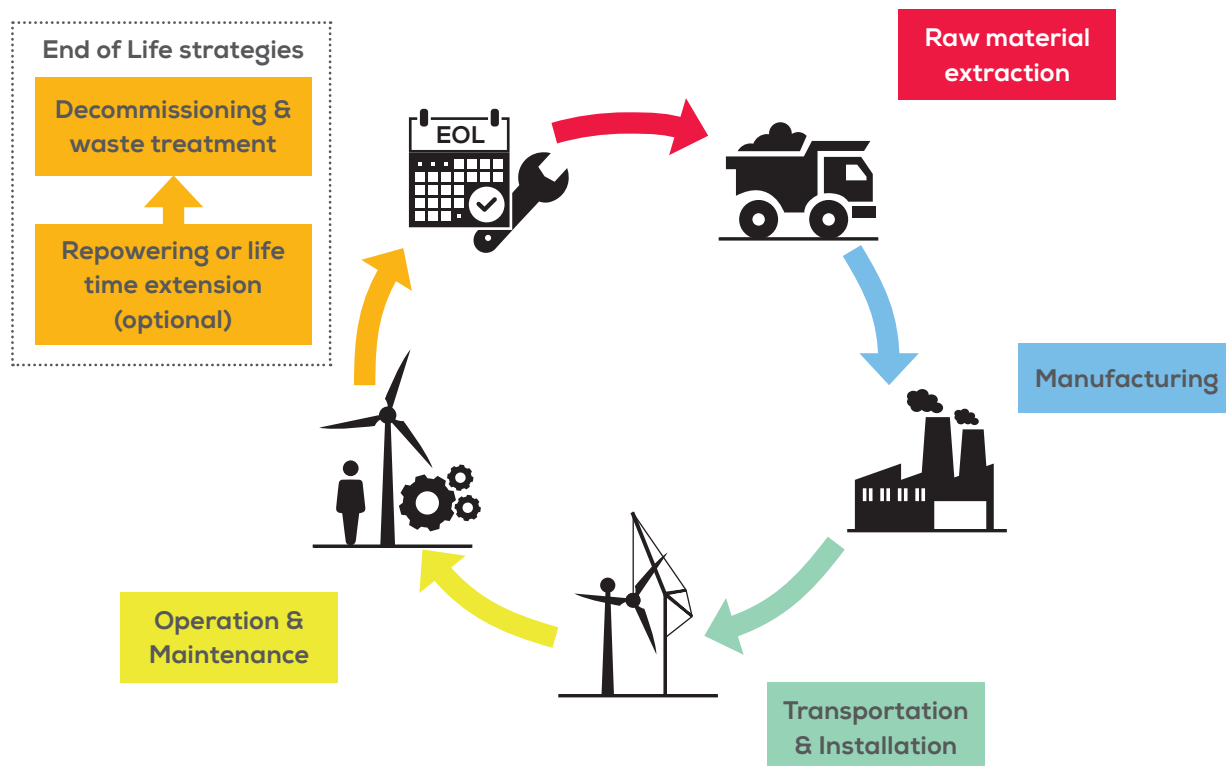 End of Life strategies
Decommissioning &
waste treatment
Repowering or life
time extension
(optional)
EOL
Raw material
extraction
Manufacturing
Transportation
& Installation
Operation &
Maintenance